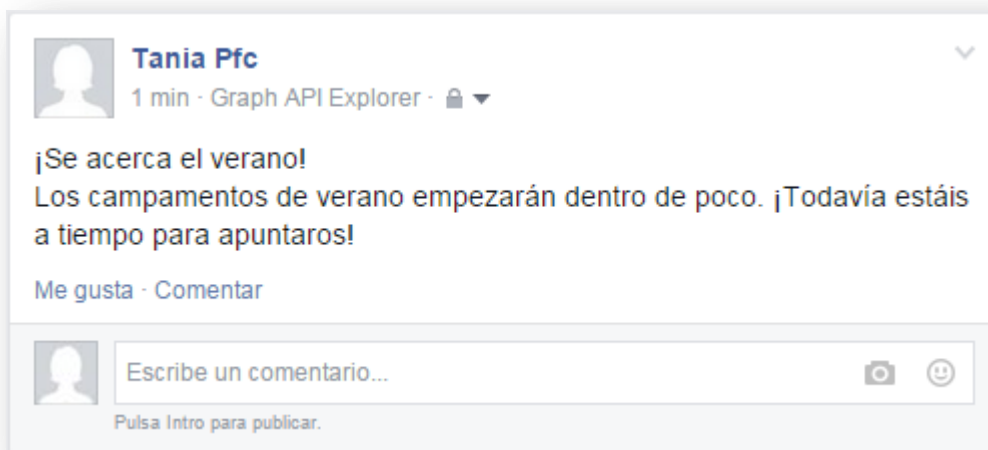 Tania Pfc
1 min · Graph API Explorer ·
¡Se acerca el verano!
Los campamentos de verano empezarán dentro de poco. ¡Todavía estáis
a tiempo para apuntaros!
Me gusta · Comentar
Escribe un comentario...
Pulsa Intro para publicar.